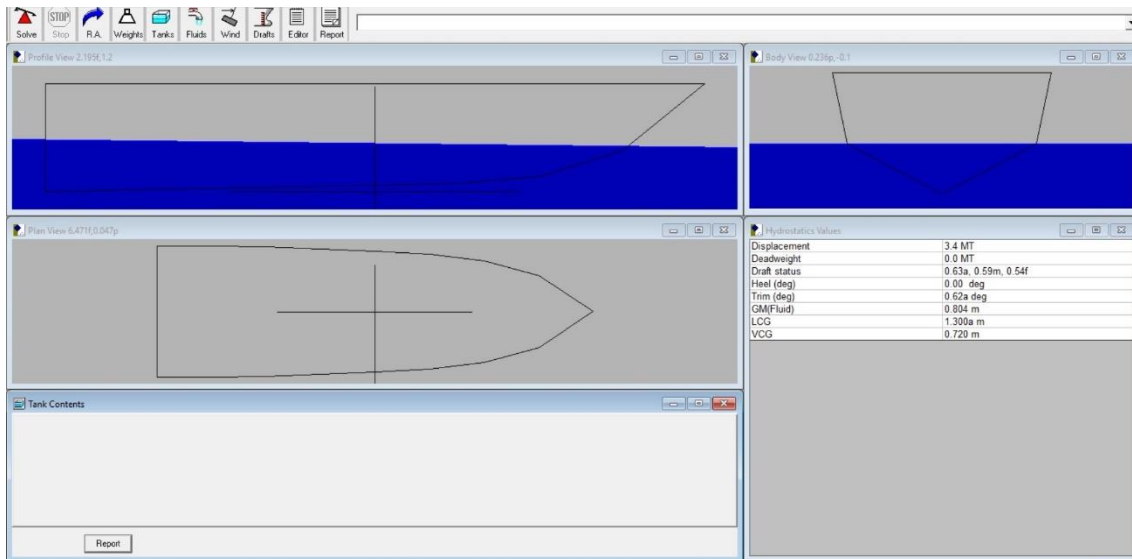 Solve Stop R.A. Weights Tanks Fluids Wind Drafts Editor Report
STOP
Profile View 2.195f,1.2
Body View 0.236p,-0.1
Plan View 6.471f,0.047p
Hydrostatics Values
Displacement 3.4 MT
Deadweight 0.0 MT
Draft status 0.63a, 0.59m, 0.54f
Heel (deg) 0.00 deg
Trim (deg) 0.62a deg
GM(Fluid) 0.804 m
LCG 1.300a m
VCG 0.720 m
Tank Contents
Report